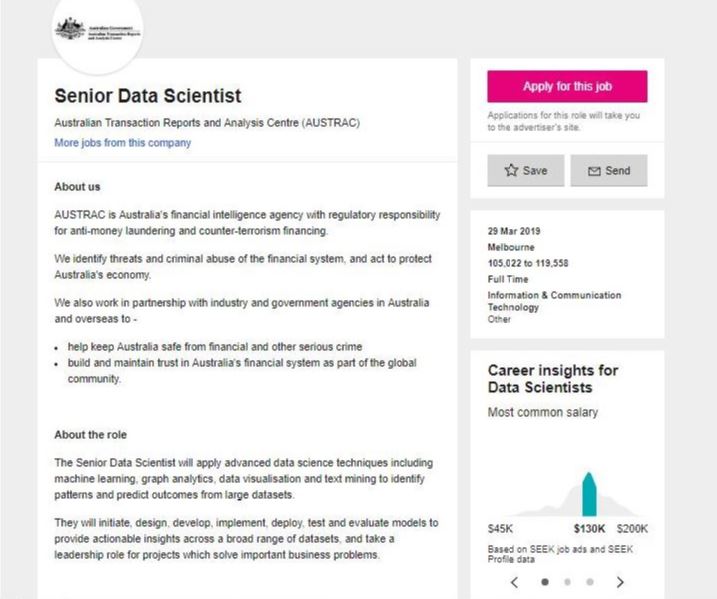 Australian Government
Australian Transaction Reports
and Analysis Centre
Senior Data Scientist
Australian Transaction Reports and Analysis Centre (AUSTRAC)
More jobs from this company
About us
AUSTRAC is Australia's financial intelligence agency with regulatory responsibility
for anti-money laundering and counter-terrorism financing.
We identify threats and criminal abuse of the financial system, and act to protect
Australia's economy.
We also work in partnership with industry and government agencies in Australia
and overseas to -
• help keep Australia safe from financial and other serious crime
• build and maintain trust in Australia's financial system as part of the global
community.
About the role
The Senior Data Scientist will apply advanced data science techniques including
machine learning, graph analytics, data visualisation and text mining to identify
patterns and predict outcomes from large datasets.
They will initiate, design, develop, implement, deploy, test and evaluate models to
provide actionable insights across a broad range of datasets, and take a
leadership role for projects which solve important business problems.
Apply for this job
Applications for this role will take you
to the advertiser's site.
Save
Send
29 Mar 2019
Melbourne
105,022 to 119,558
Full Time
Information & Communication
Technology
Other
Career insights for
Data Scientists
Most common salary
$45K $130K $200K
Based on SEEK job ads and SEEK
Profile data